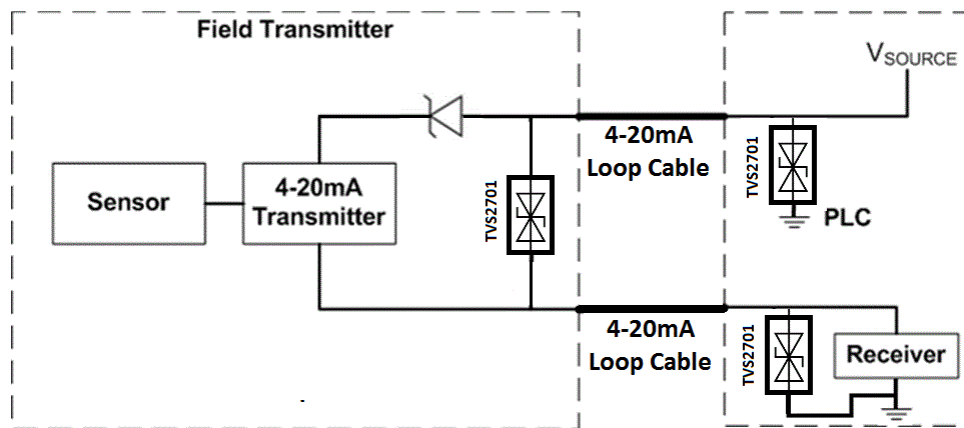 Field Transmitter
V_SOURCE
4-20mA
Loop Cable
TVS2701
Sensor
4-20mA
Transmitter
TVS2701
PLC
4-20mA
Loop Cable
TVS2701
Receiver